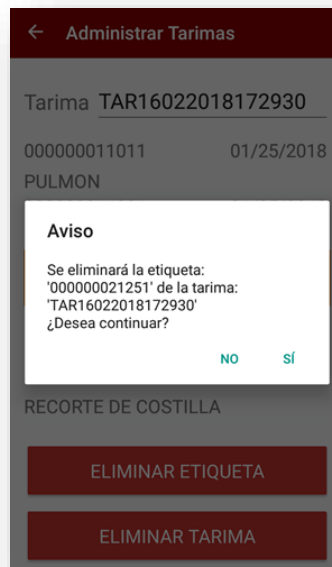 Administrar Tarimas
Tarima TAR16022018172930
000000011011 01/25/2018
PULMON
Aviso
Se eliminará la etiqueta:
'000000021251' de la tarima:
'TAR16022018172930'
¿Desea continuar?
NO SÍ
RECORTE DE COSTILLA
ELIMINAR ETIQUETA
ELIMINAR TARIMA